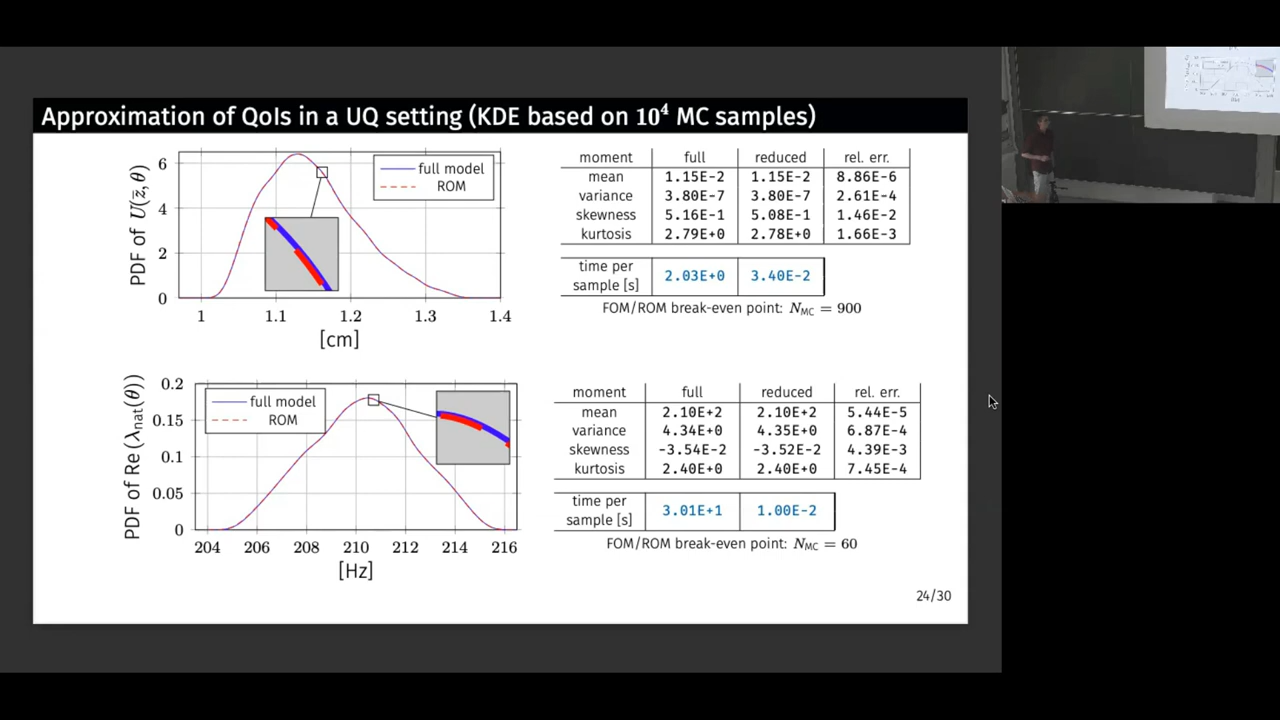 Approximation of QoIs in a UQ setting (KDE based on 10⁴ MC samples)
PDF of U(z̄, θ)
6
4
2
0
full model
ROM
1 1.1 1.2 1.3 1.4
[cm]
moment full reduced rel. err.
mean 1.15E-2 1.15E-2 8.86E-6
variance 3.80E-7 3.80E-7 2.61E-4
skewness 5.16E-1 5.08E-1 1.46E-2
kurtosis 2.79E+0 2.78E+0 1.66E-3
time per
sample [s] 2.03E+0 3.40E-2
FOM/ROM break-even point: N_MC = 900
PDF of Re(λ_nat(θ))
0.2
0.15
0.1
0.05
0
full model
ROM
204 206 208 210 212 214 216
[Hz]
moment full reduced rel. err.
mean 2.10E+2 2.10E+2 5.44E-5
variance 4.34E+0 4.35E+0 6.87E-4
skewness -3.54E-2 -3.52E-2 4.39E-3
kurtosis 2.40E+0 2.40E+0 7.45E-4
time per
sample [s] 3.01E+1 1.00E-2
FOM/ROM break-even point: N_MC = 60
24/30